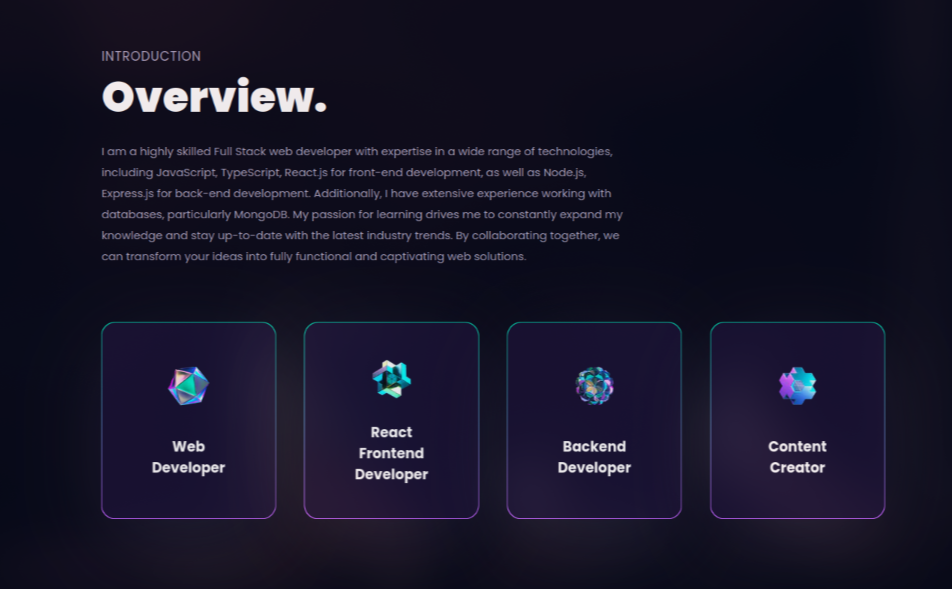 INTRODUCTION
Overview.
I am a highly skilled Full Stack web developer with expertise in a wide range of technologies,
including JavaScript, TypeScript, React.js for front-end development, as well as Node.js,
Express.js for back-end development. Additionally, I have extensive experience working with
databases, particularly MongoDB. My passion for learning drives me to constantly expand my
knowledge and stay up-to-date with the latest industry trends. By collaborating together, we
can transform your ideas into fully functional and captivating web solutions.
Web
Developer
React
Frontend
Developer
Backend
Developer
Content
Creator